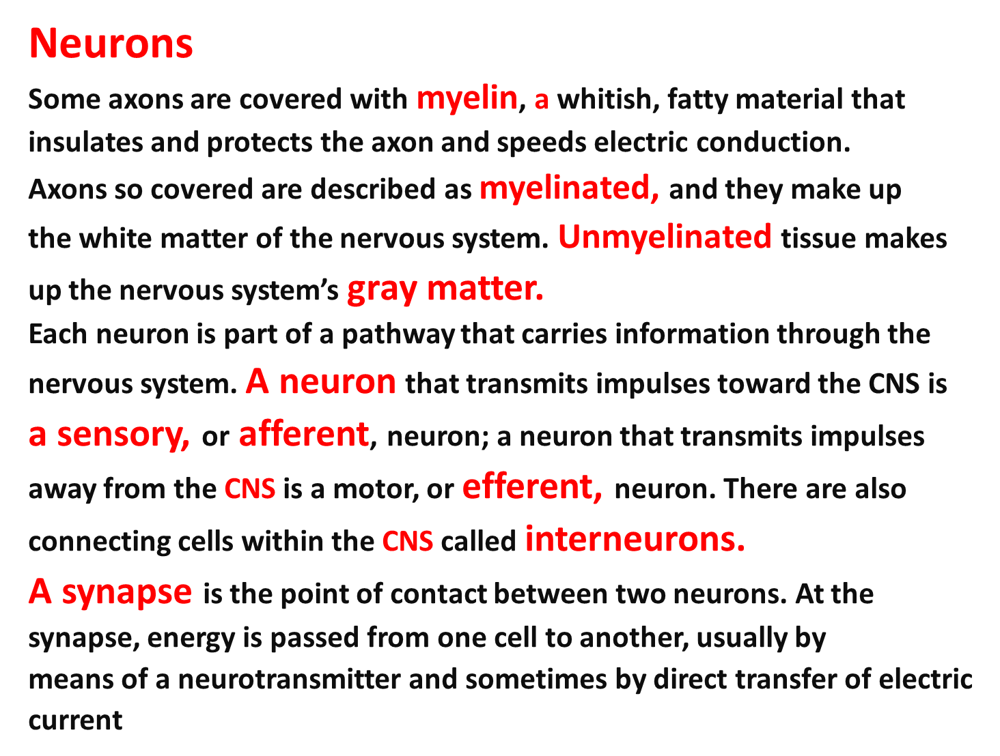 Neurons
Some axons are covered with myelin, a whitish, fatty material that
insulates and protects the axon and speeds electric conduction.
Axons so covered are described as myelinated, and they make up
the white matter of the nervous system. Unmyelinated tissue makes
up the nervous system’s gray matter.
Each neuron is part of a pathway that carries information through the
nervous system. A neuron that transmits impulses toward the CNS is
a sensory, or afferent, neuron; a neuron that transmits impulses
away from the CNS is a motor, or efferent, neuron. There are also
connecting cells within the CNS called interneurons.
A synapse is the point of contact between two neurons. At the
synapse, energy is passed from one cell to another, usually by
means of a neurotransmitter and sometimes by direct transfer of electric
current